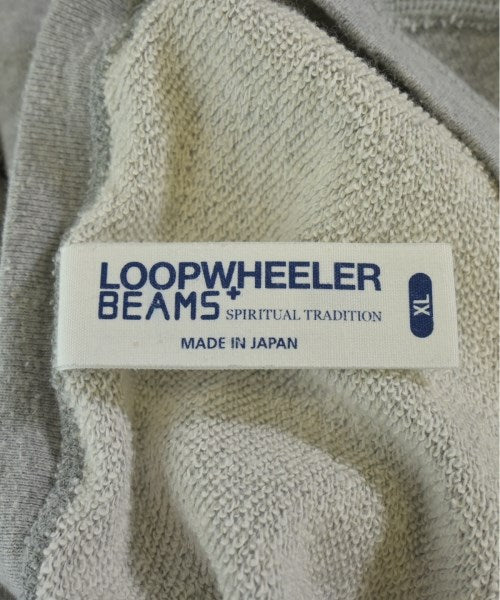 LOOPWHEELER
BEAMS+ SPIRITUAL TRADITION
XL
MADE IN JAPAN